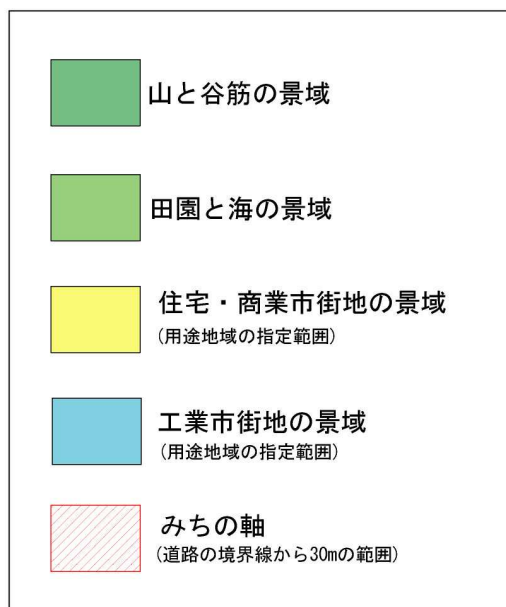 山と谷筋の景域
田園と海の景域
住宅・商業市街地の景域
(用途地域の指定範囲)
工業市街地の景域
(用途地域の指定範囲)
みちの軸
(道路の境界線から30mの範囲)